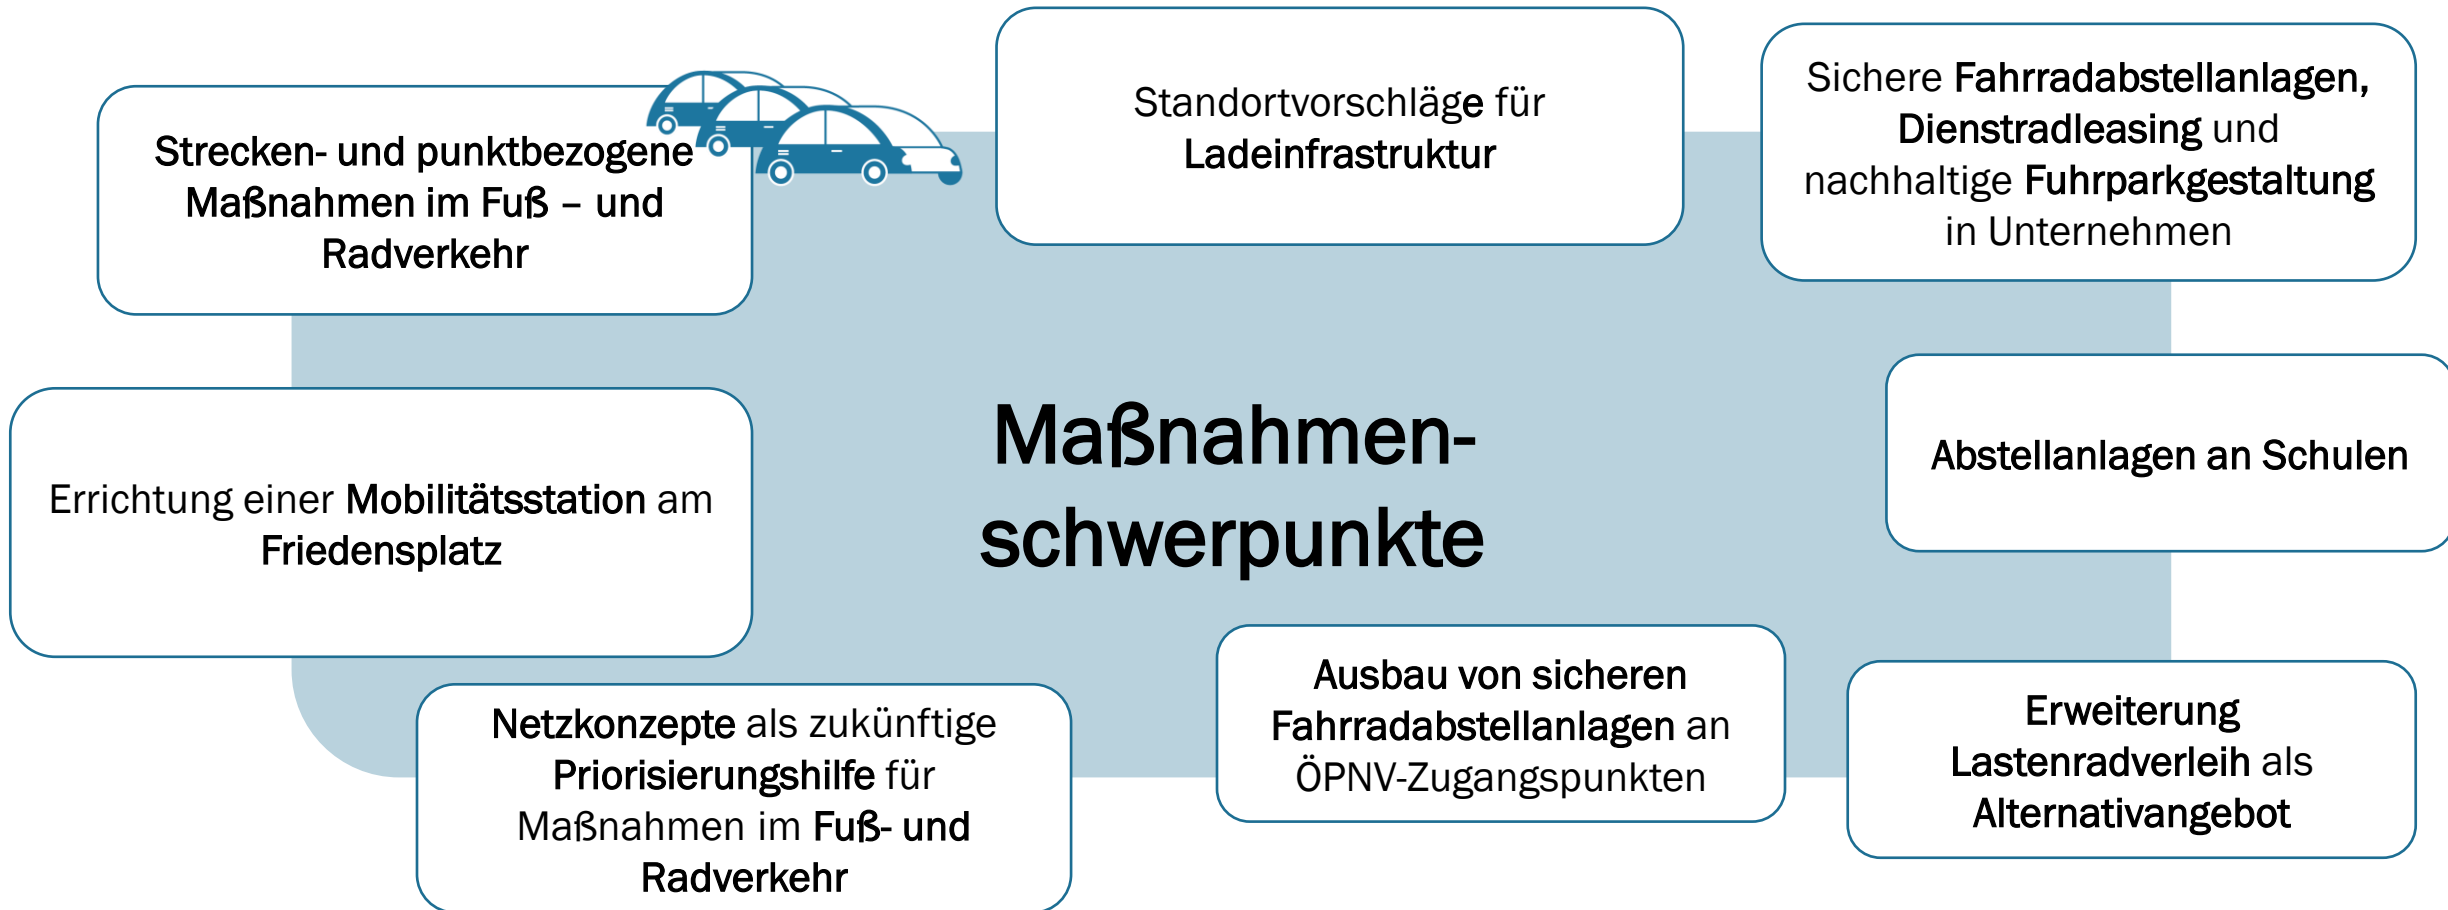 Strecken- und punktbezogene
Maßnahmen im Fuß – und
Radverkehr
Standortvorschläge für
Ladeinfrastruktur
Sichere Fahrradabstellanlagen,
Dienstradleasing und
nachhaltige Fuhrparkgestaltung
in Unternehmen
Errichtung einer Mobilitätsstation am
Friedensplatz
Maßnahmen-
schwerpunkte
Abstellanlagen an Schulen
Netzkonzepte als zukünftige
Priorisierungshilfe für
Maßnahmen im Fuß- und
Radverkehr
Ausbau von sicheren
Fahrradabstellanlagen an
ÖPNV-Zugangspunkten
Erweiterung
Lastenradverleih als
Alternativangebot